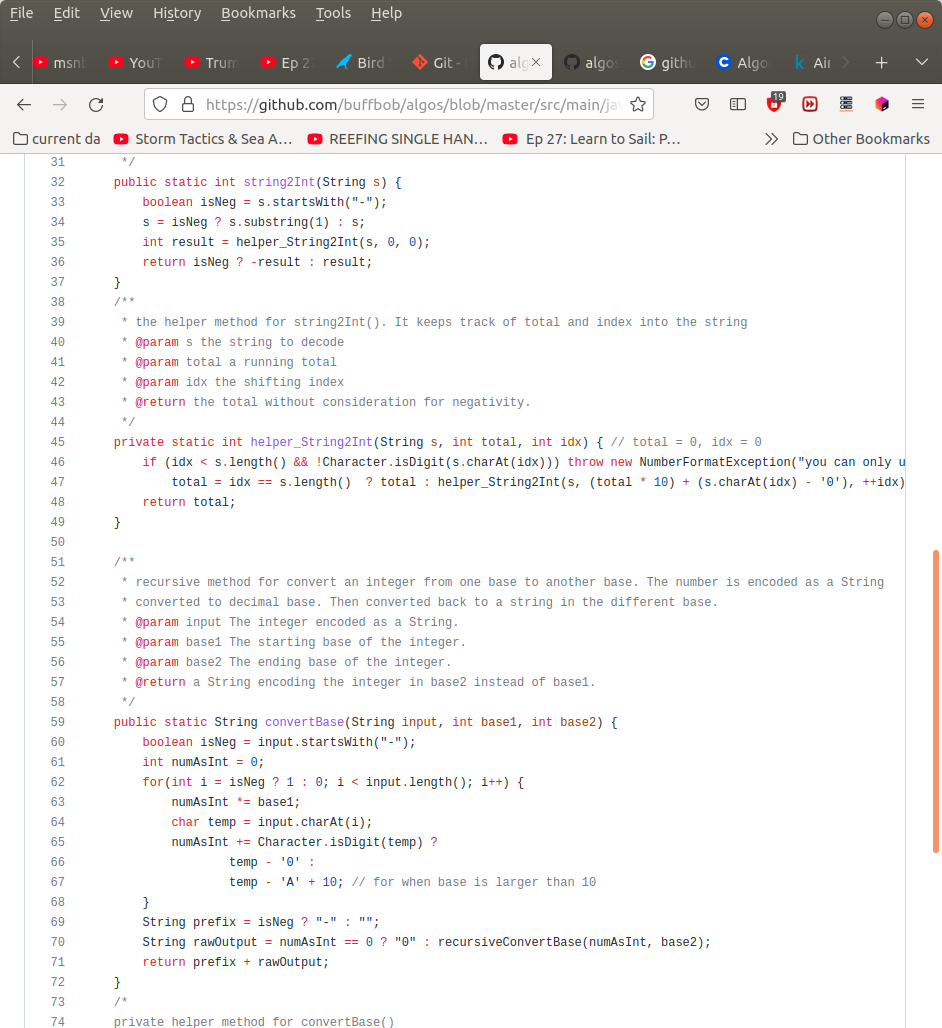 File Edit View History Bookmarks Tools Help
msnb YouT Trum Ep 2 Bird Git - alg algos githu Algo Air
https://github.com/buffbob/algos/blob/master/src/main/jav
19
current da Storm Tactics & Sea A… REEFING SINGLE HAN… Ep 27: Learn to Sail: P… Other Bookmarks
31 */
32 public static int string2Int(String s) {
33 boolean isNeg = s.startsWith("-");
34 s = isNeg ? s.substring(1) : s;
35 int result = helper_String2Int(s, 0, 0);
36 return isNeg ? -result : result;
37 }
38 /**
39 * the helper method for string2Int(). It keeps track of total and index into the string
40 * @param s the string to decode
41 * @param total a running total
42 * @param idx the shifting index
43 * @return the total without consideration for negativity.
44 */
45 private static int helper_String2Int(String s, int total, int idx) { // total = 0, idx = 0
46 if (idx < s.length() && !Character.isDigit(s.charAt(idx))) throw new NumberFormatException("you can only u
47 total = idx == s.length()  ? total : helper_String2Int(s, (total * 10) + (s.charAt(idx) - '0'), ++idx)
48 return total;
49 }
50
51 /**
52 * recursive method for convert an integer from one base to another base. The number is encoded as a String
53 * converted to decimal base. Then converted back to a string in the different base.
54 * @param input The integer encoded as a String.
55 * @param base1 The starting base of the integer.
56 * @param base2 The ending base of the integer.
57 * @return a String encoding the integer in base2 instead of base1.
58 */
59 public static String convertBase(String input, int base1, int base2) {
60 boolean isNeg = input.startsWith("-");
61 int numAsInt = 0;
62 for(int i = isNeg ? 1 : 0; i < input.length(); i++) {
63 numAsInt *= base1;
64 char temp = input.charAt(i);
65 numAsInt += Character.isDigit(temp) ?
66 temp - '0' :
67 temp - 'A' + 10; // for when base is larger than 10
68 }
69 String prefix = isNeg ? "-" : "";
70 String rawOutput = numAsInt == 0 ? "0" : recursiveConvertBase(numAsInt, base2);
71 return prefix + rawOutput;
72 }
73 /*
74 private helper method for convertBase()